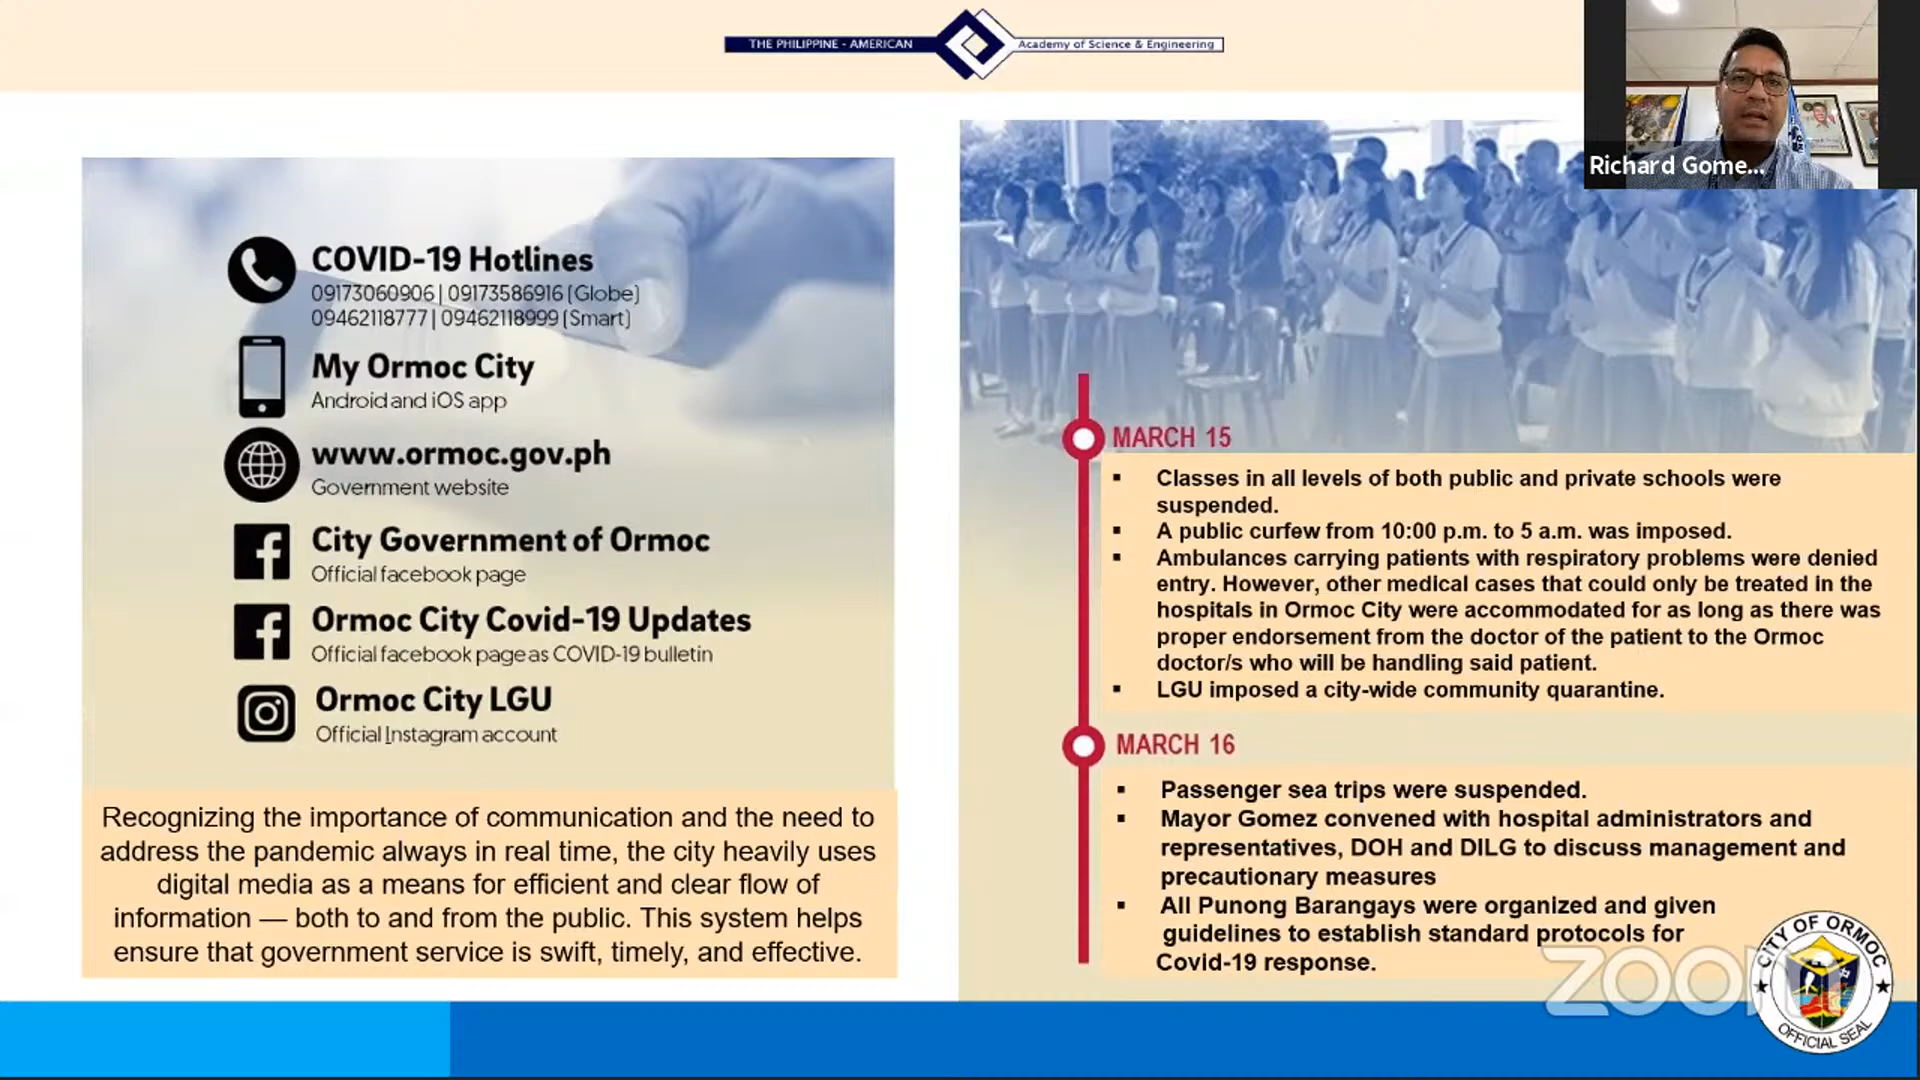 THE PHILIPPINE - AMERICAN
Academy of Science & Engineering
Richard Gome...
COVID-19 Hotlines
09173060906 | 09173586916 (Globe)
09462118777 | 09462118999 (Smart)
My Ormoc City
Android and iOS app
www.ormoc.gov.ph
Government website
City Government of Ormoc
Official facebook page
Ormoc City Covid-19 Updates
Official facebook page as COVID-19 bulletin
Ormoc City LGU
Official Instagram account
Recognizing the importance of communication and the need to
address the pandemic always in real time, the city heavily uses
digital media as a means for efficient and clear flow of
information — both to and from the public. This system helps
ensure that government service is swift, timely, and effective.
MARCH 15
▪ Classes in all levels of both public and private schools were
suspended.
▪ A public curfew from 10:00 p.m. to 5 a.m. was imposed.
▪ Ambulances carrying patients with respiratory problems were denied
entry. However, other medical cases that could only be treated in the
hospitals in Ormoc City were accommodated for as long as there was
proper endorsement from the doctor of the patient to the Ormoc
doctor/s who will be handling said patient.
▪ LGU imposed a city-wide community quarantine.
MARCH 16
▪ Passenger sea trips were suspended.
▪ Mayor Gomez convened with hospital administrators and
representatives, DOH and DILG to discuss management and
precautionary measures
▪ All Punong Barangays were organized and given
guidelines to establish standard protocols for
Covid-19 response.
zoom
CITY OF ORMOC
OFFICIAL SEAL